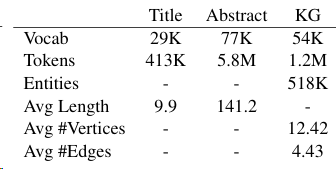 Title Abstract KG
Vocab 29K 77K 54K
Tokens 413K 5.8M 1.2M
Entities - - 518K
Avg Length 9.9 141.2 -
Avg #Vertices - - 12.42
Avg #Edges - - 4.43